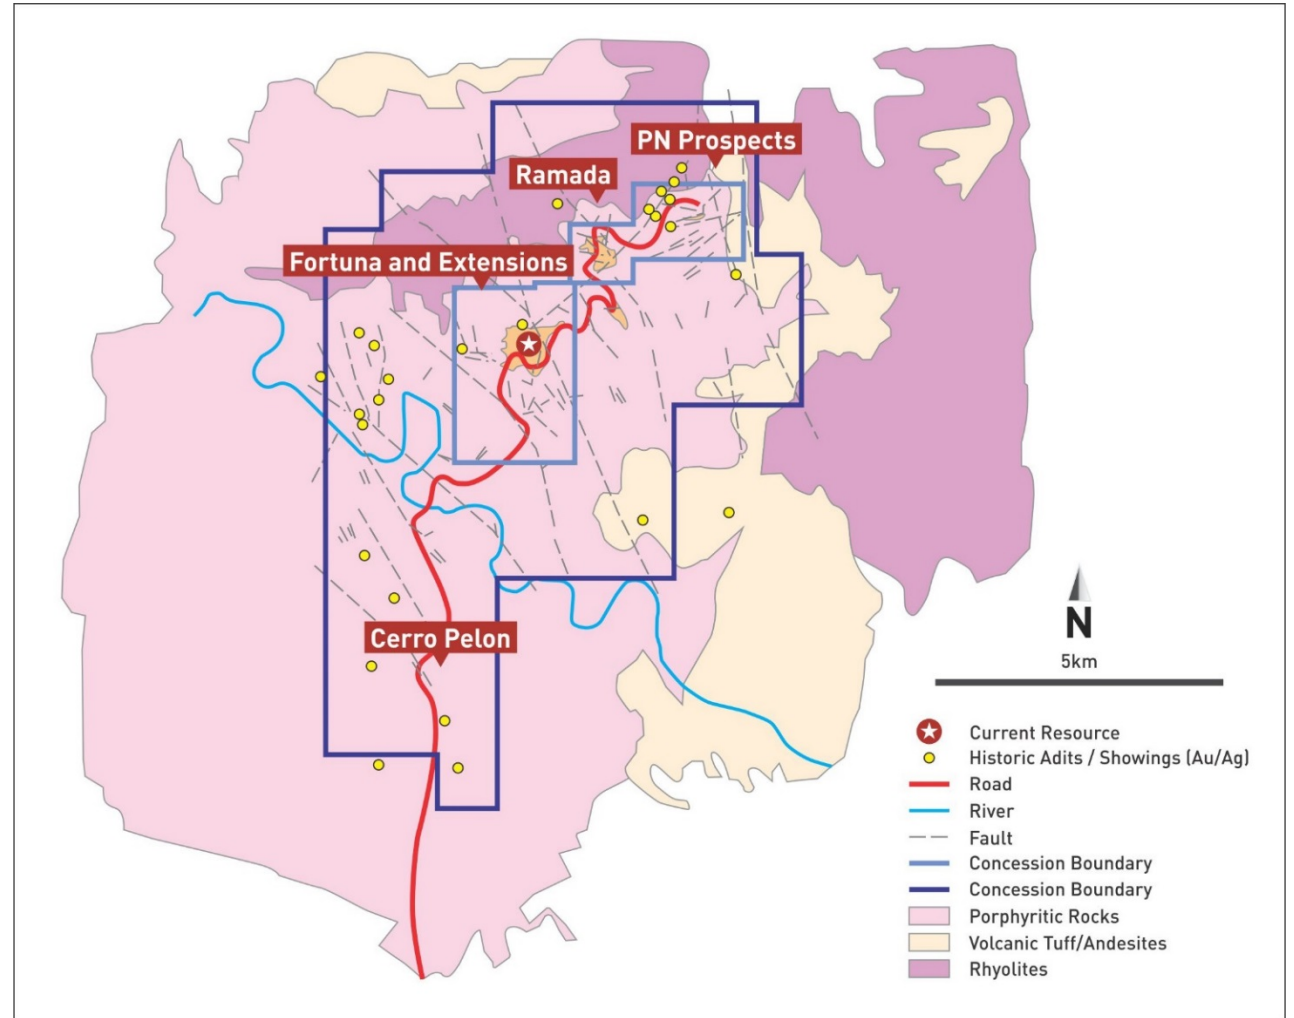 PN Prospects
Ramada
Fortuna and Extensions
Cerro Pelon
N
5km
Current Resource
Historic Adits / Showings (Au/Ag)
Road
River
Fault
Concession Boundary
Concession Boundary
Porphyritic Rocks
Volcanic Tuff/Andesites
Rhyolites